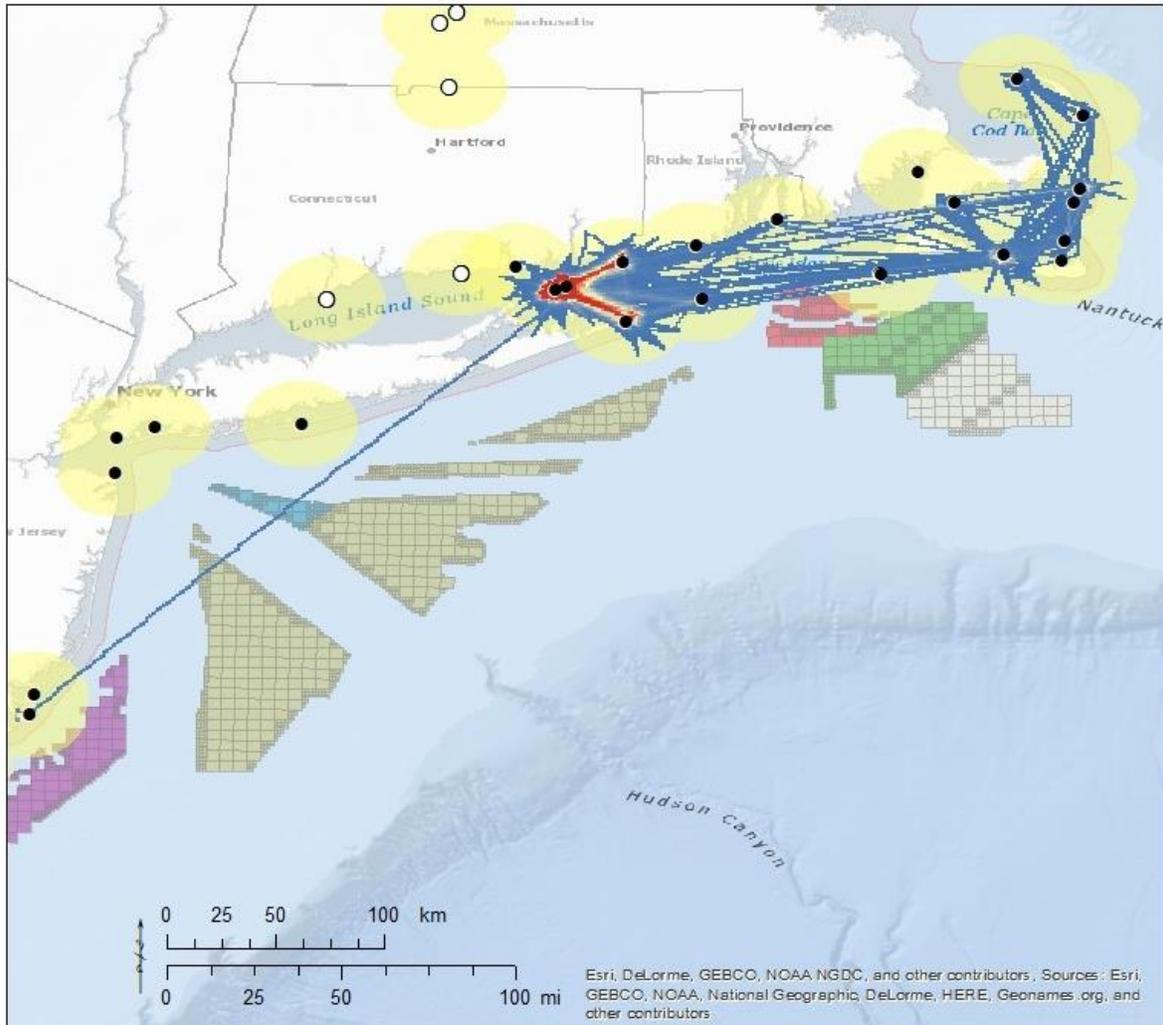 Massachusetts
Providence
Cape
Cod Ba
Hartford
Rhode Island
Connecticut
Long Island Sound
Nantuck
New York
w Jersey
Hudson Canyon
0 25 50 100 km
0 25 50 100 mi
Esri, DeLorme, GEBCO, NOAA NGDC, and other contributors, Sources: Esri,
GEBCO, NOAA, National Geographic, DeLorme, HERE, Geonames.org, and
other contributors